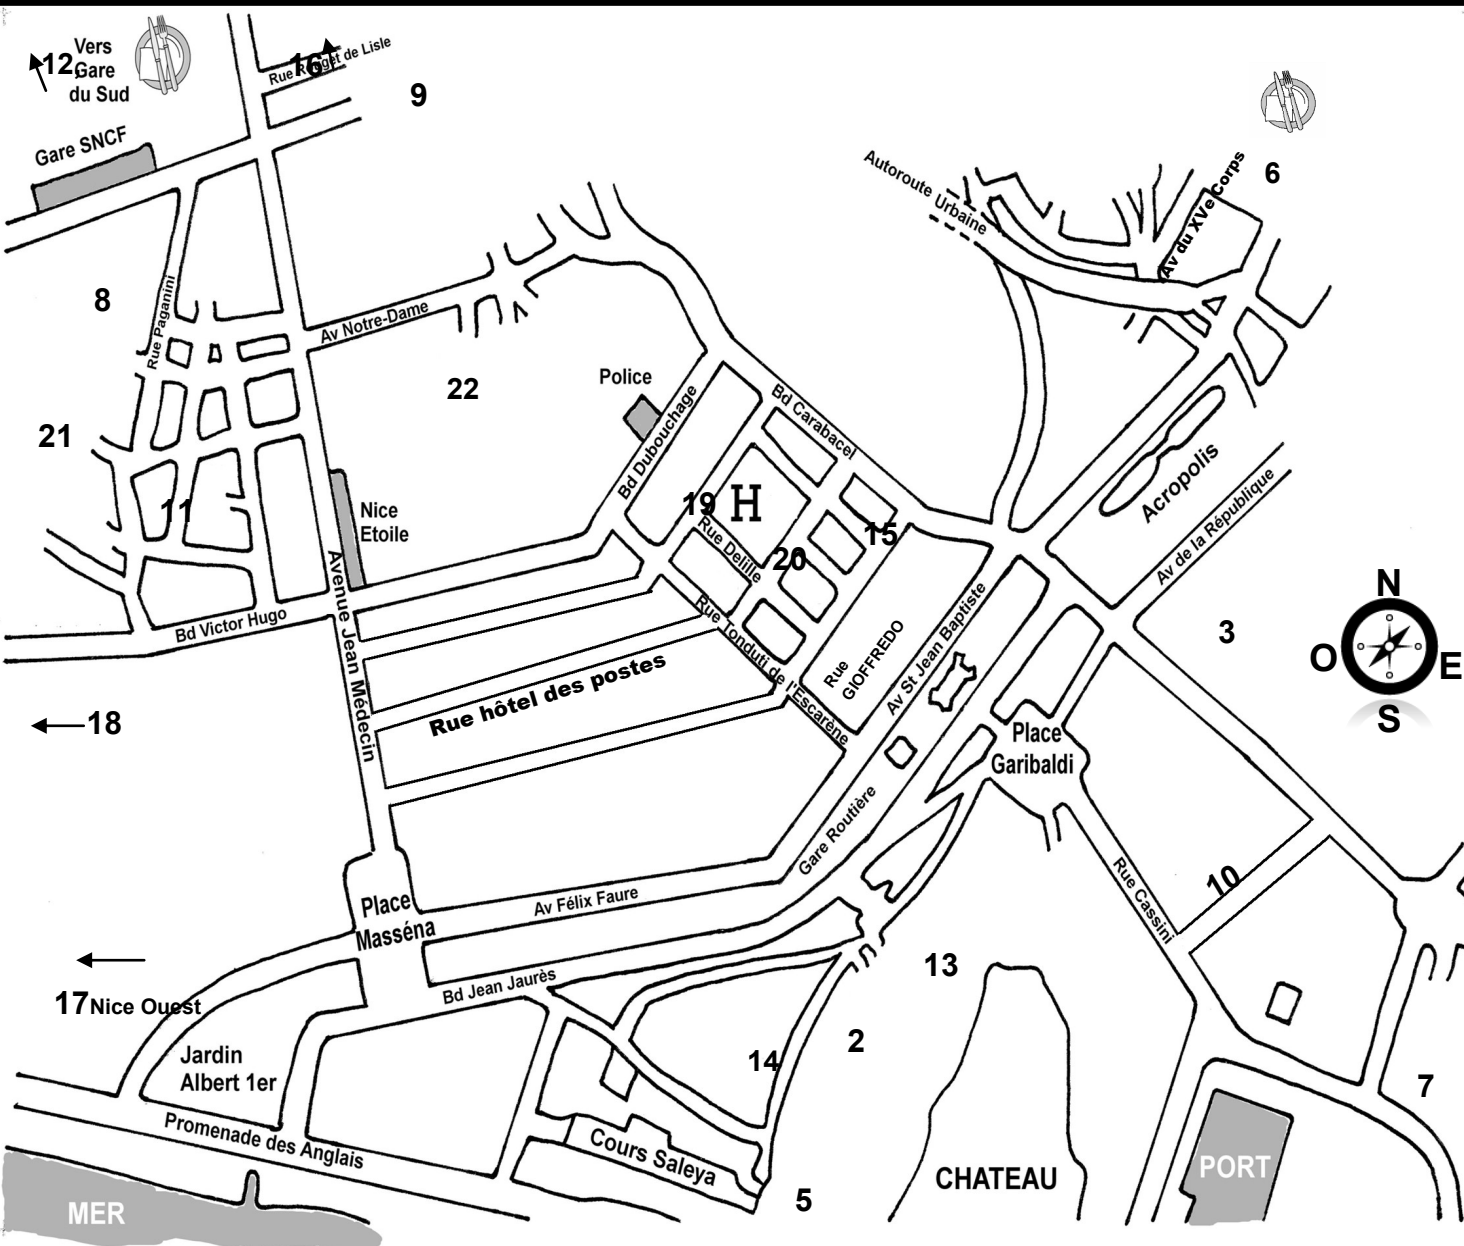 Vers
12 Gare
du Sud
16
Rue Rouget de Lisle
9
Gare SNCF
6
Autoroute Urbaine
Av du XVe Corps
8
Rue Paganini
Av Notre-Dame
22
Police
21
Bd Dubouchage
Bd Carabacel
11
Nice
Etoile
19
H
Rue Delille
20
15
Acropolis
Av de la République
N
O
E
S
3
Bd Victor Hugo
Avenue Jean Médecin
Rue Tonduti de l'Escarène
Rue
GIOFFREDO
Av St Jean Baptiste
Rue hôtel des postes
18
Place
Garibaldi
Gare Routière
Rue Cassini
10
Place
Masséna
Av Félix Faure
13
17 Nice Ouest
Bd Jean Jaurès
2
14
Jardin
Albert 1er
7
Promenade des Anglais
Cours Saleya
5
CHATEAU
PORT
MER